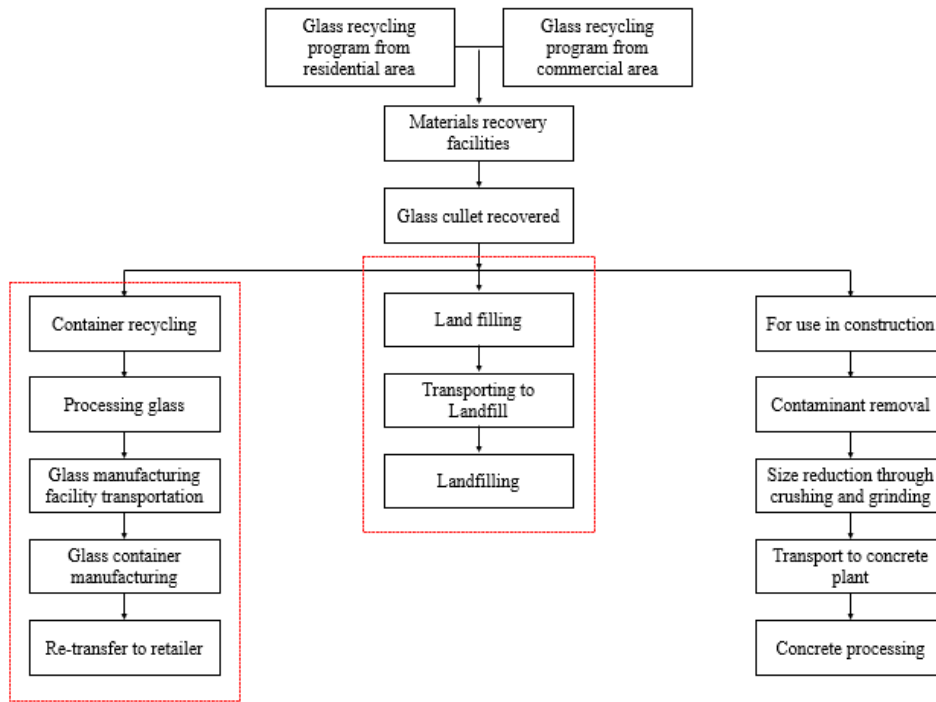 Glass recycling
program from
residential area
Glass recycling
program from
commercial area
Materials recovery
facilities
Glass cullet recovered
Container recycling
Processing glass
Glass manufacturing
facility transportation
Glass container
manufacturing
Re-transfer to retailer
Land filling
Transporting to
Landfill
Landfilling
For use in construction
Contaminant removal
Size reduction through
crushing and grinding
Transport to concrete
plant
Concrete processing